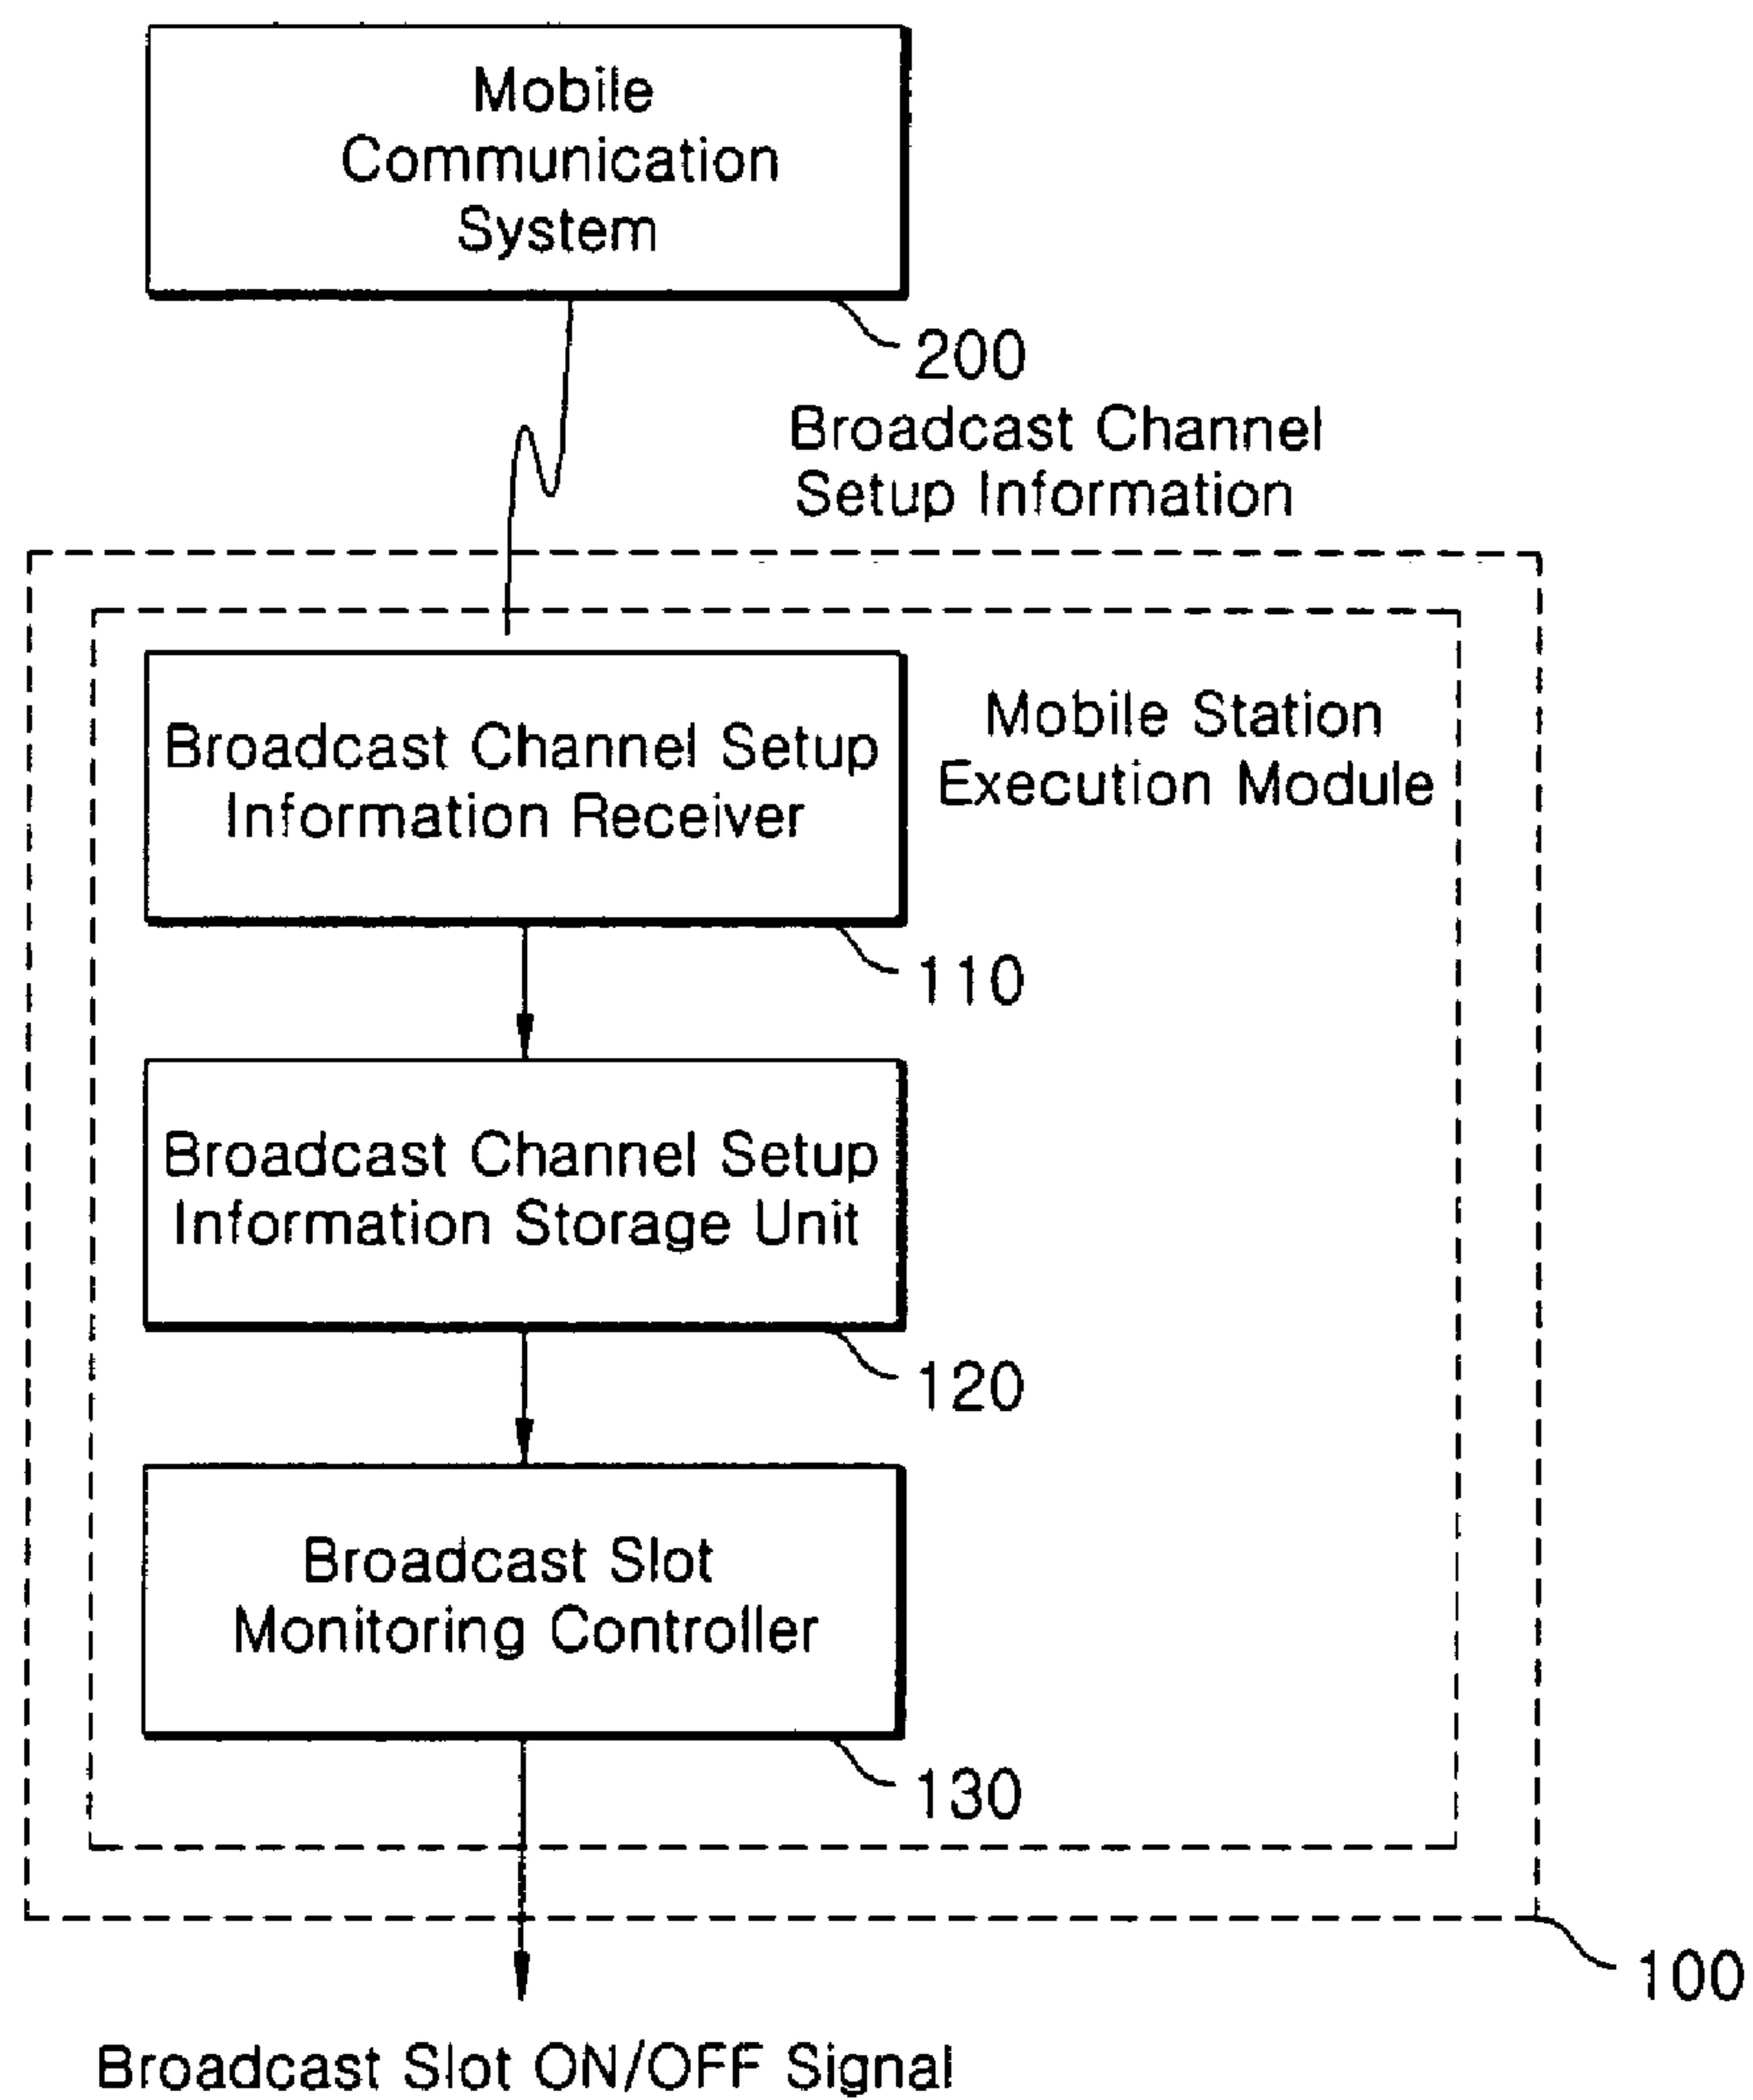 Mobile
Communication
System
200
Broadcast Channel
Setup Information
Broadcast Channel Setup
Information Receiver
Mobile Station
Execution Module
110
Broadcast Channel Setup
Information Storage Unit
120
Broadcast Slot
Monitoring Controller
130
100
Broadcast Slot ON/OFF Signal